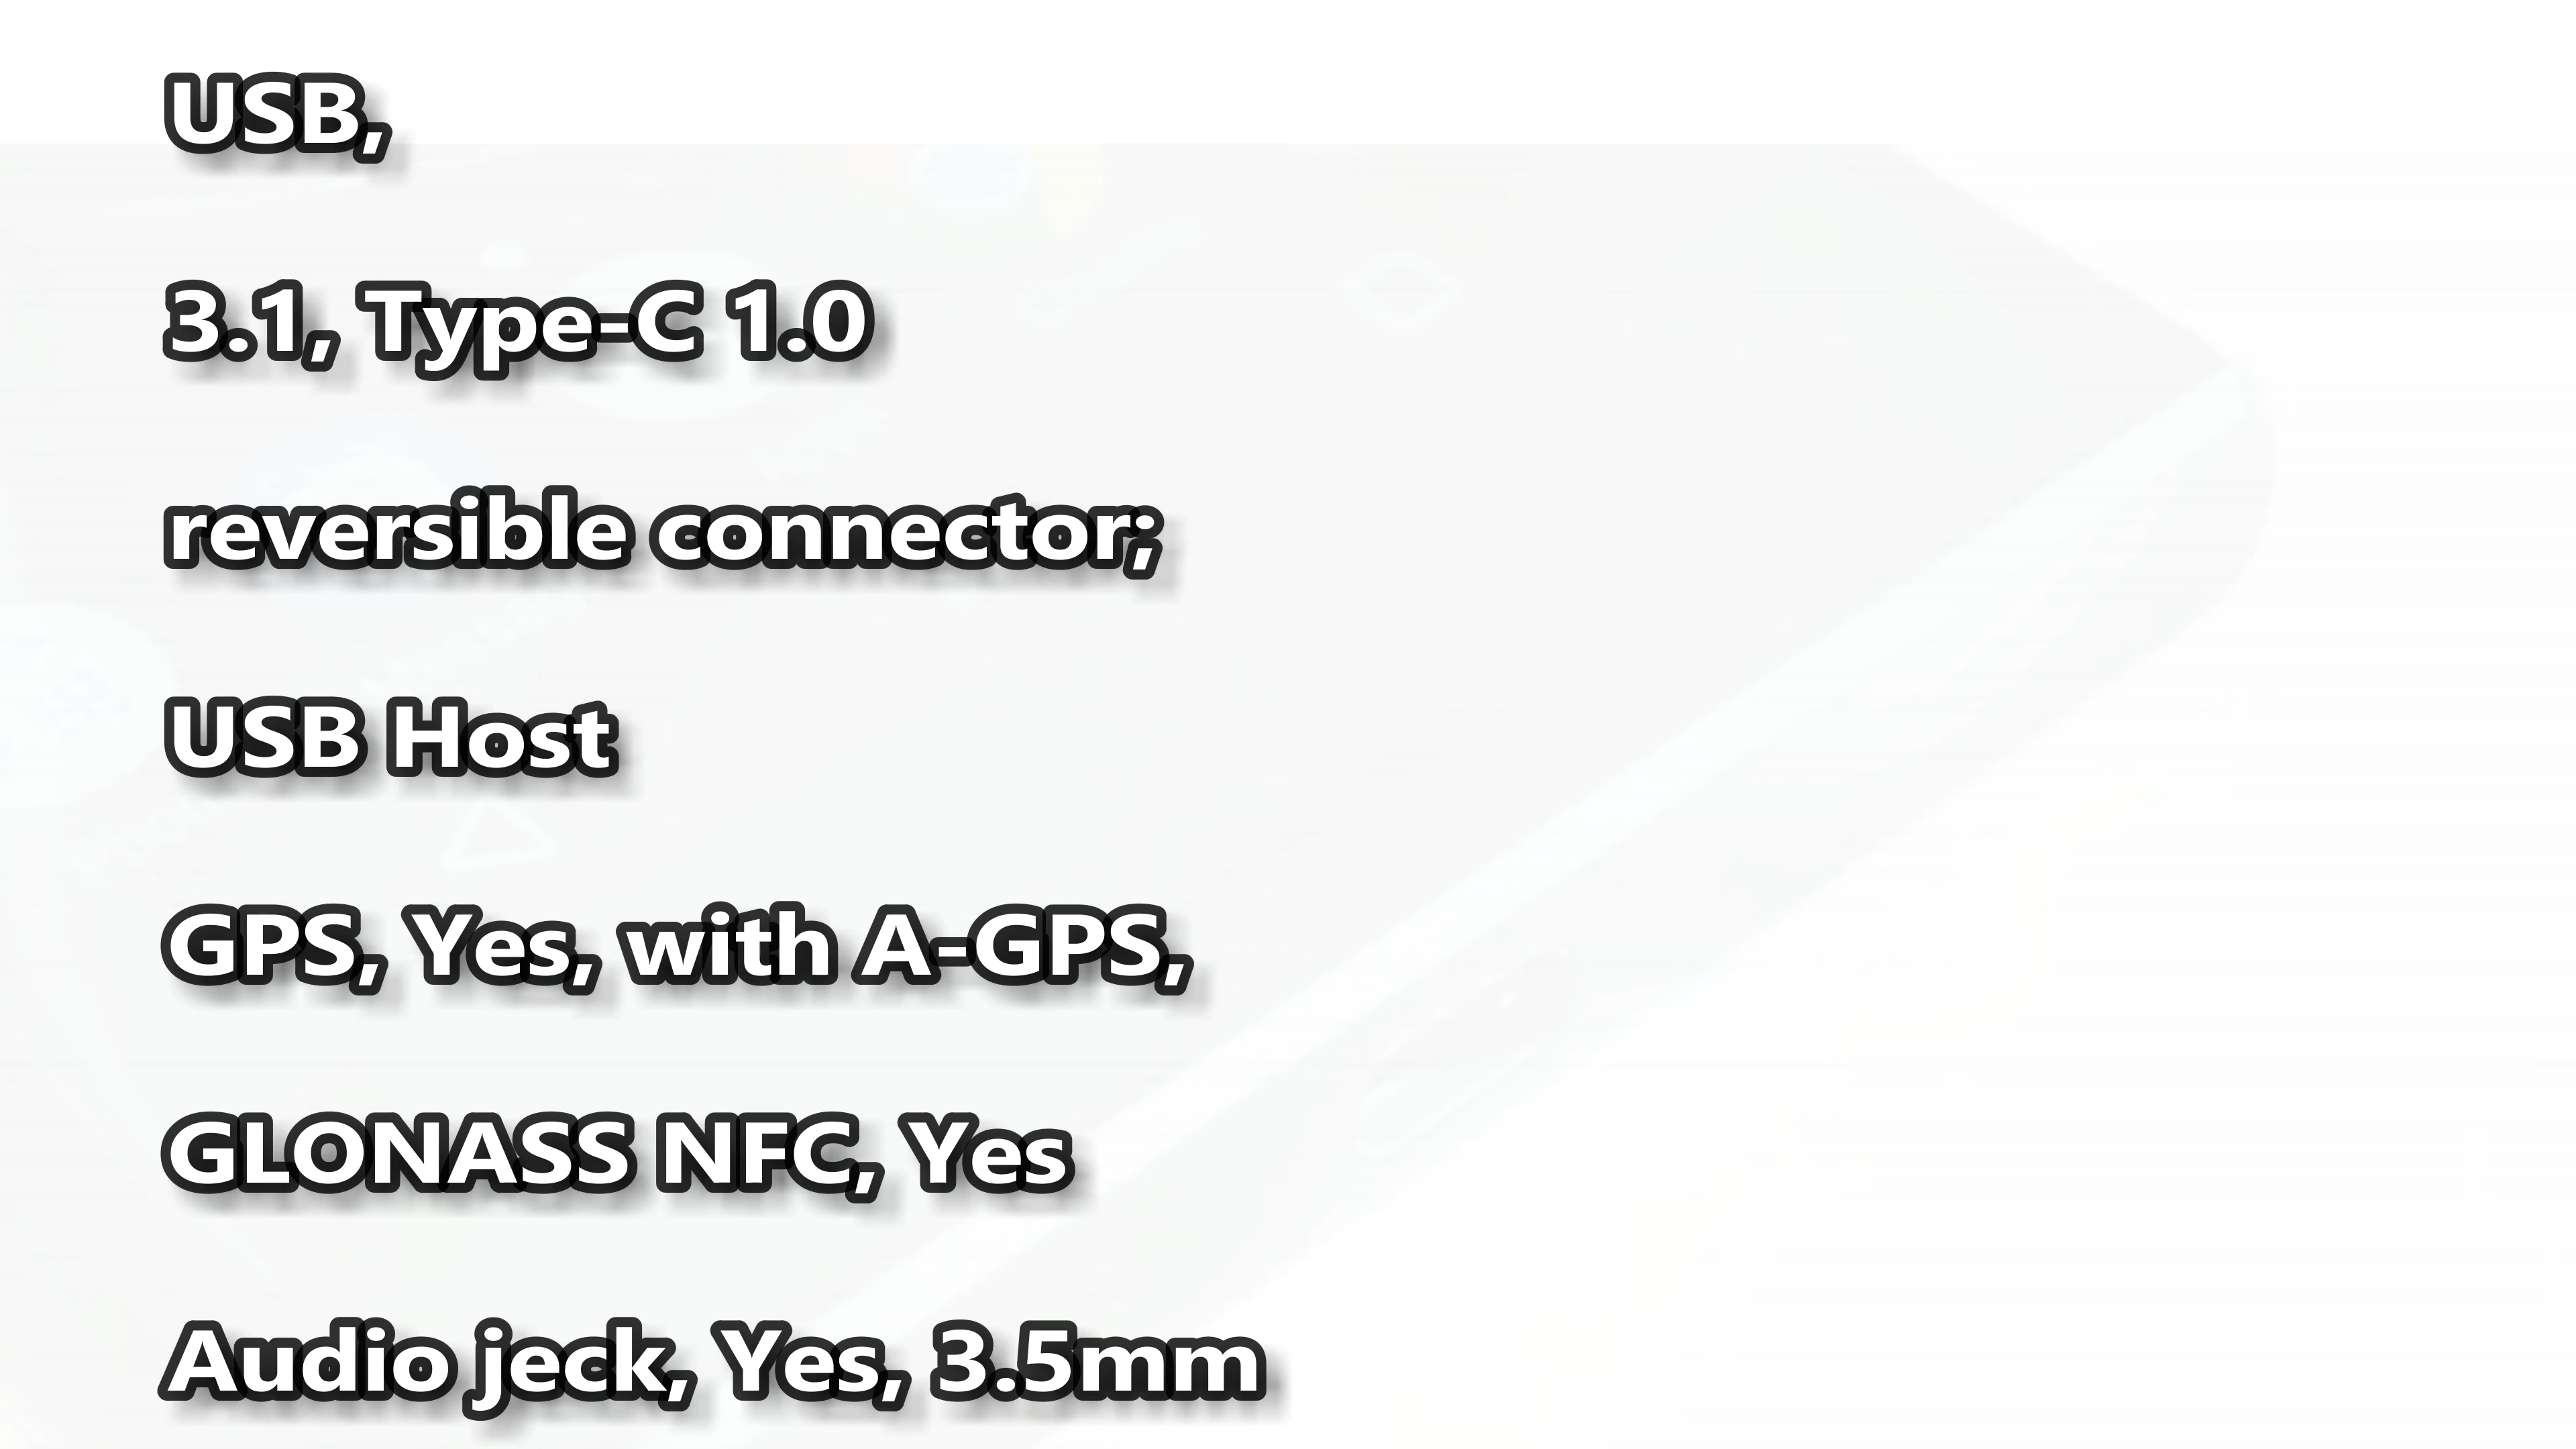 USB,
3.1, Type-C 1.0
reversible connector;
USB Host
GPS, Yes, with A-GPS,
GLONASS NFC, Yes
Audio jeck, Yes, 3.5mm